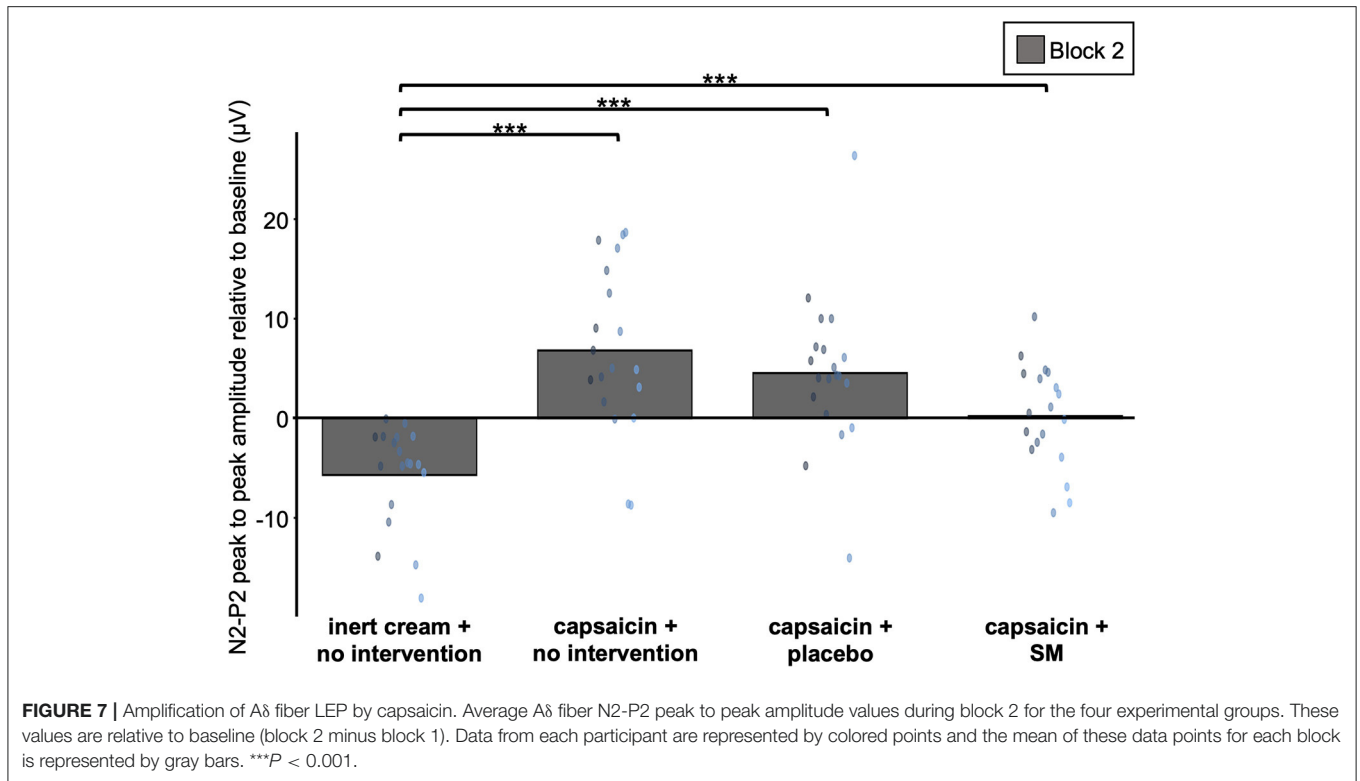 Block 2
***
***
***
N2-P2 peak to peak amplitude relative to baseline (µV)
20
10
0
-10
inert cream +
no intervention
capsaicin +
no intervention
capsaicin +
placebo
capsaicin +
SM
FIGURE 7 | Amplification of Aδ fiber LEP by capsaicin. Average Aδ fiber N2-P2 peak to peak amplitude values during block 2 for the four experimental groups. These
values are relative to baseline (block 2 minus block 1). Data from each participant are represented by colored points and the mean of these data points for each block
is represented by gray bars. ***P < 0.001.